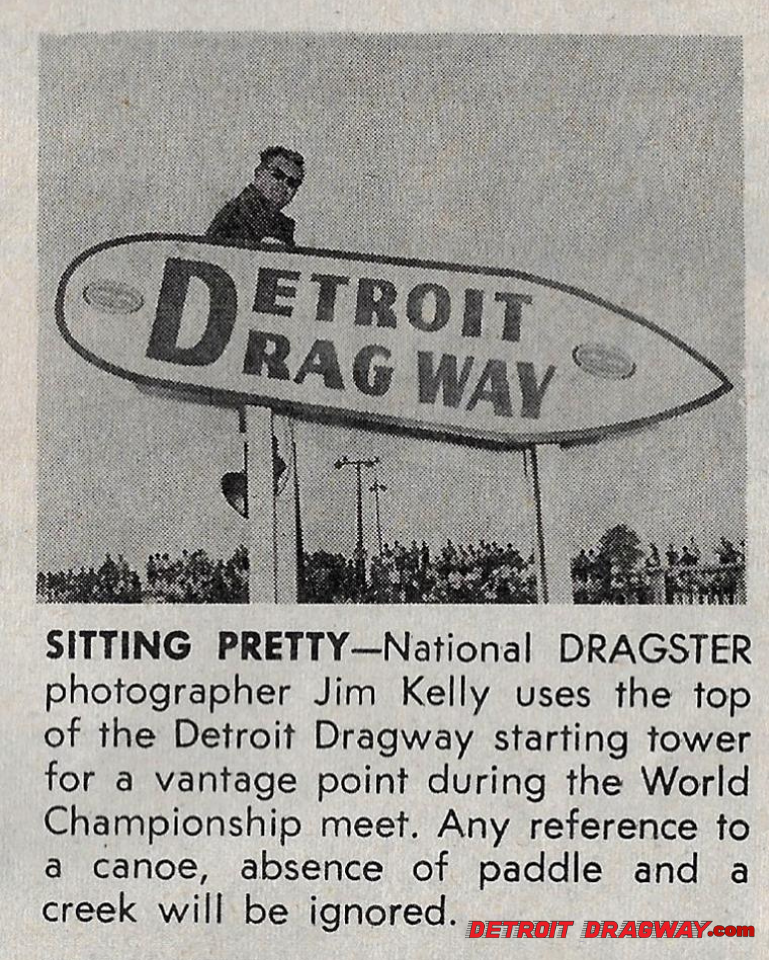 DETROIT
DRAG WAY
SITTING PRETTY—National DRAGSTER
photographer Jim Kelly uses the top
of the Detroit Dragway starting tower
for a vantage point during the World
Championship meet. Any reference to
a canoe, absence of paddle and a
creek will be ignored.
DETROIT DRAGWAY.com